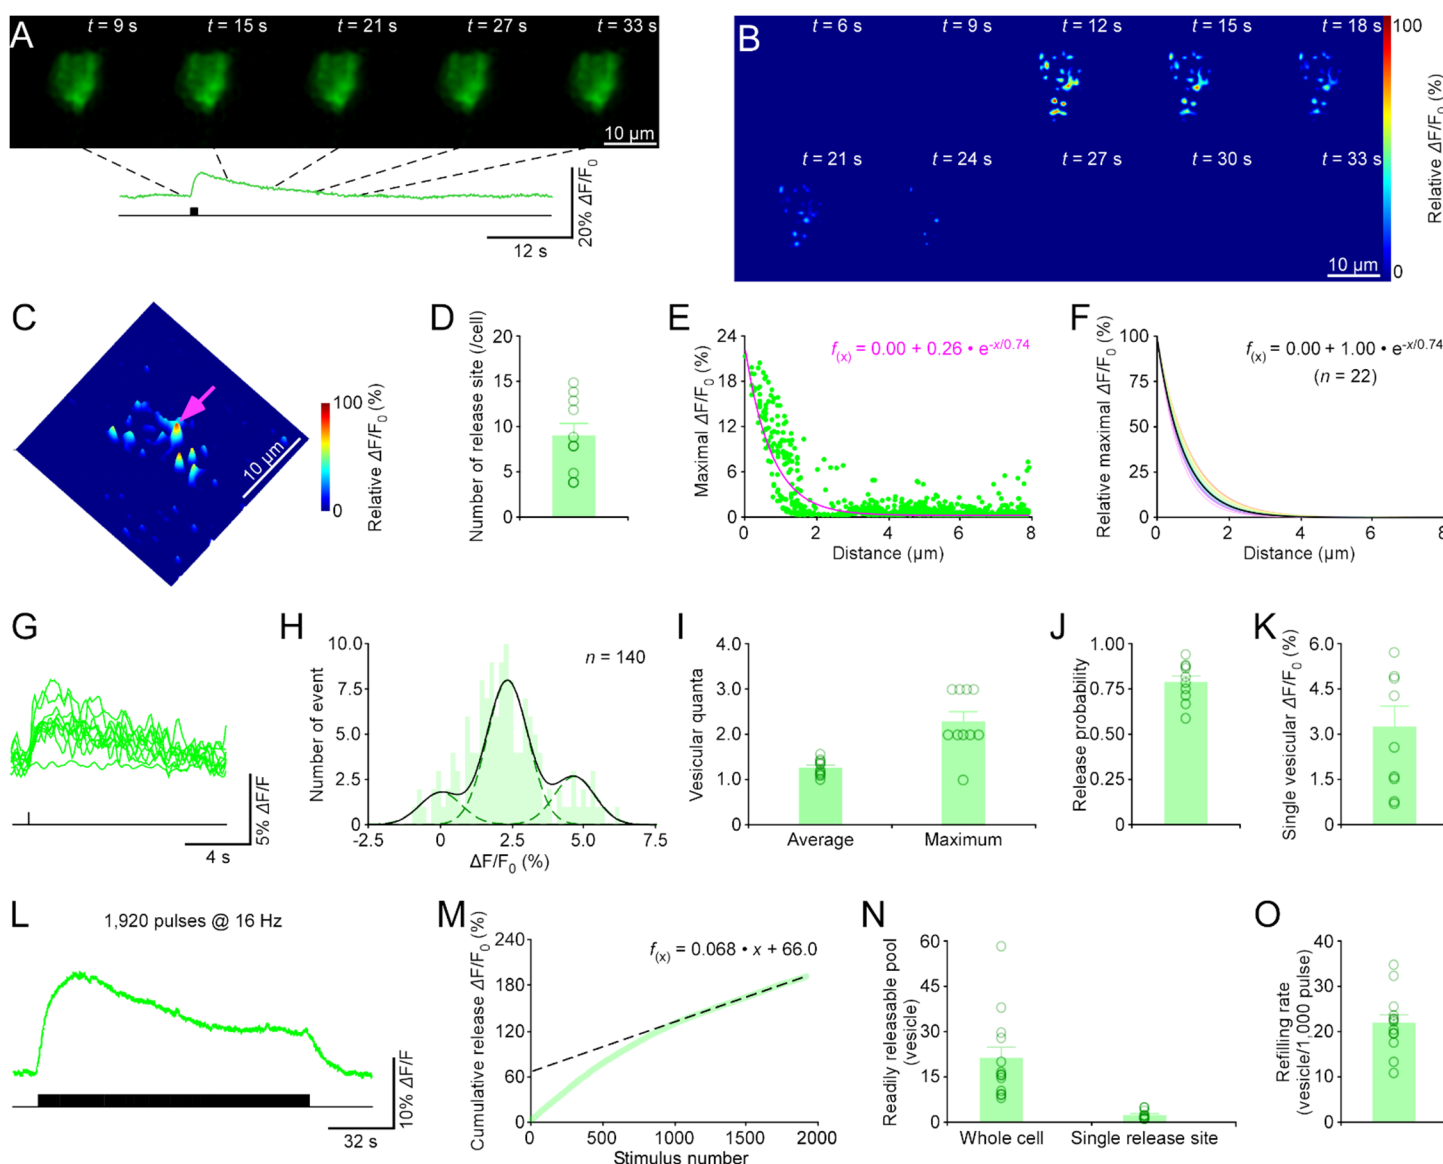 A
t = 9 s
t = 15 s
t = 21 s
t = 27 s
t = 33 s
10 µm
20% ΔF/F0
12 s
B
t = 6 s
t = 9 s
t = 12 s
t = 15 s
t = 18 s
t = 21 s
t = 24 s
t = 27 s
t = 30 s
t = 33 s
10 µm
100
0
Relative ΔF/F0 (%)
C
10 µm
100
0
Relative ΔF/F0 (%)
D
Number of release site (/cell)
20
15
10
5
0
E
Maximal ΔF/F0 (%)
24
18
12
6
0
f(x) = 0.00 + 0.26 • e-x/0.74
0
2
4
6
8
Distance (µm)
F
Relative maximal ΔF/F0 (%)
100
75
50
25
0
f(x) = 0.00 + 1.00 • e-x/0.74
(n = 22)
0
2
4
6
8
Distance (µm)
G
5% ΔF/F
4 s
H
Number of event
10.0
7.5
5.0
2.5
0
n = 140
-2.5
0
2.5
5.0
7.5
ΔF/F0 (%)
I
Vesicular quanta
4.0
3.0
2.0
1.0
0
Average
Maximum
J
Release probability
1.00
0.75
0.50
0.25
0
K
Single vesicular ΔF/F0 (%)
6.0
4.5
3.0
1.5
0
L
1,920 pulses @ 16 Hz
10% ΔF/F
32 s
M
Cumulative release ΔF/F0 (%)
240
180
120
60
0
f(x) = 0.068 • x + 66.0
0
500
1000
1500
2000
Stimulus number
N
Readily releasable pool
(vesicle)
60
45
30
15
0
Whole cell
Single release site
O
Refilling rate
(vesicle/1,000 pulse)
40
30
20
10
0